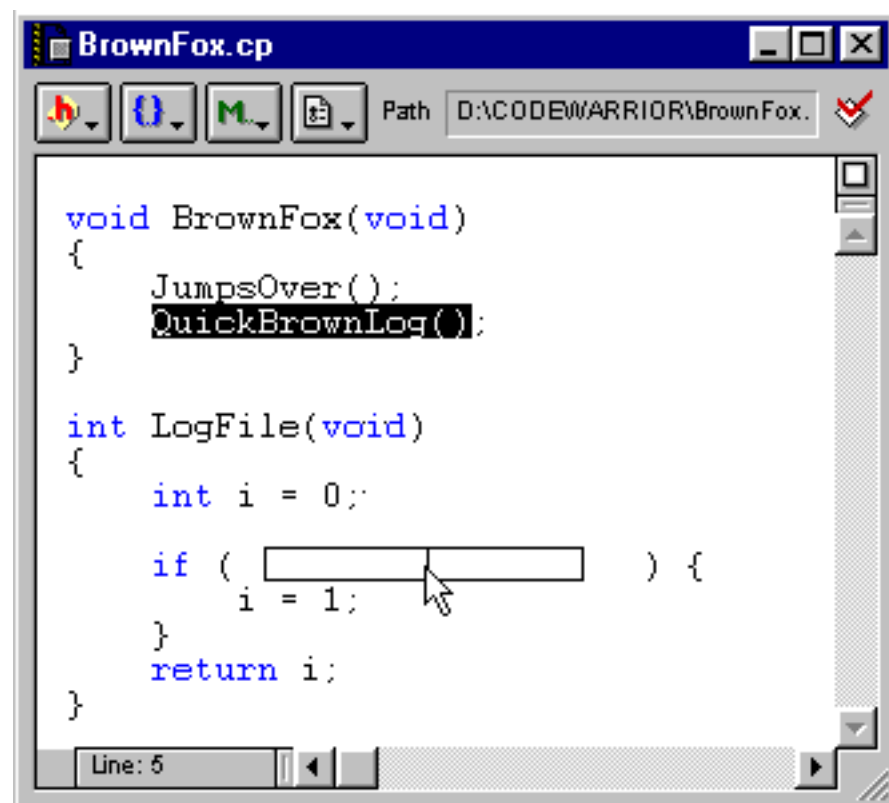 BrownFox.cp
h {} M... Path D:\CODEWARRIOR\BrownFox.
void BrownFox(void)
{
JumpsOver();
QuickBrownLog();
}
int LogFile(void)
{
int i = 0;
if ( ) {
i = 1;
}
return i;
}
Line: 5